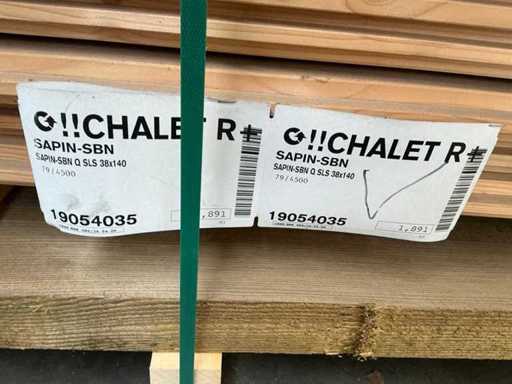 !!CHALET R
SAPIN-SBN
SAPIN-SBN Q SLS 38x140
79/4500
19054035
,891
!!CHALET R
SAPIN-SBN
SAPIN-SBN Q SLS 38x140
79/4500
19054035
1,891